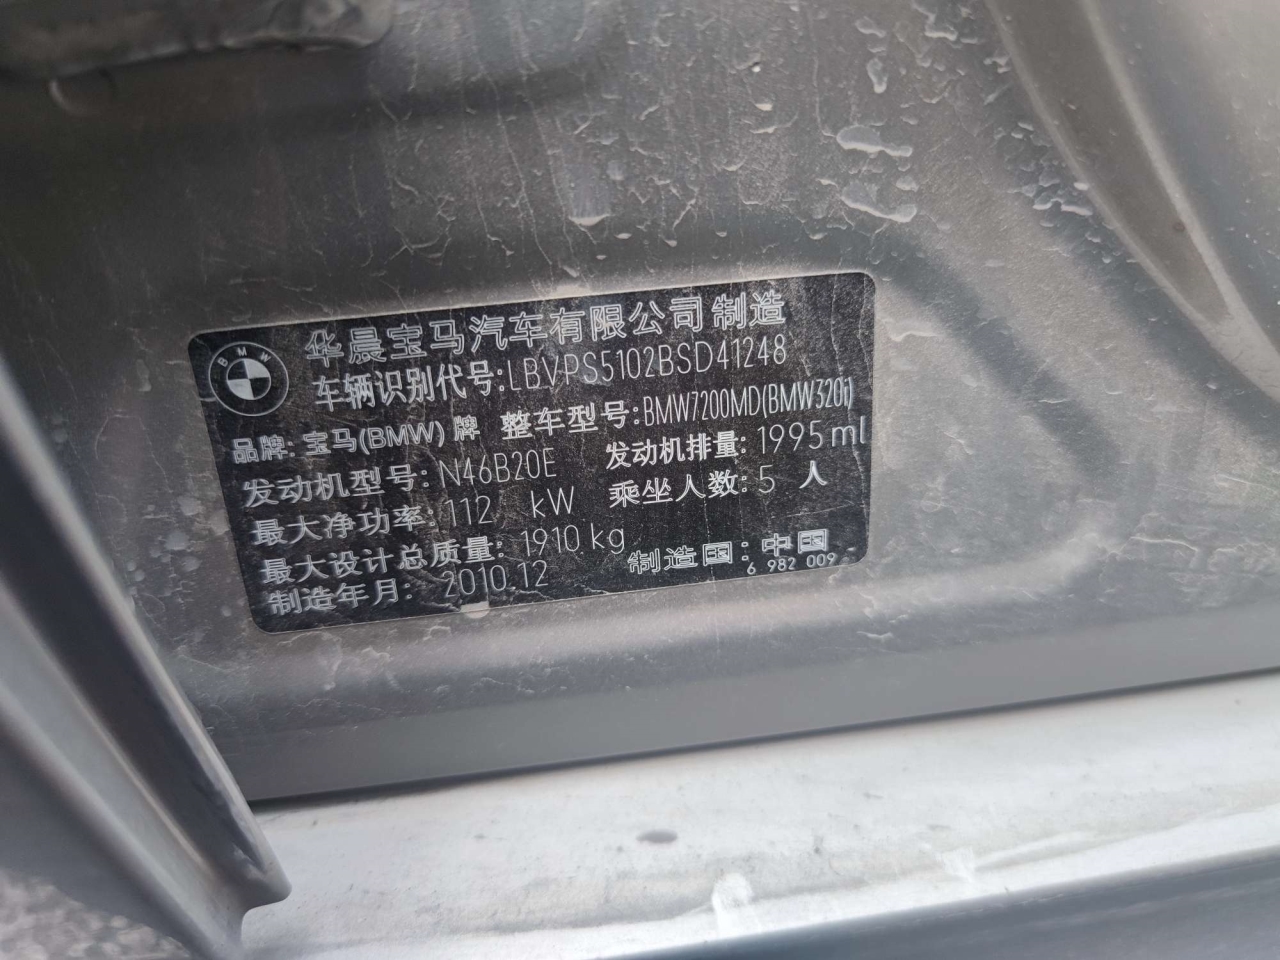 BMW
华晨宝马汽车有限公司制造
车辆识别代号:LBVPS5102BSD41248
品牌: 宝马(BMW)牌 整车型号:BMW7200MD(BMW320i)
发动机型号: N46B20E 发动机排量: 1995ml
最大净功率: 112 kW 乘坐人数: 5 人
最大设计总质量: 1910kg
制造年月: 2010.12 制造国: 中国
6 982 009